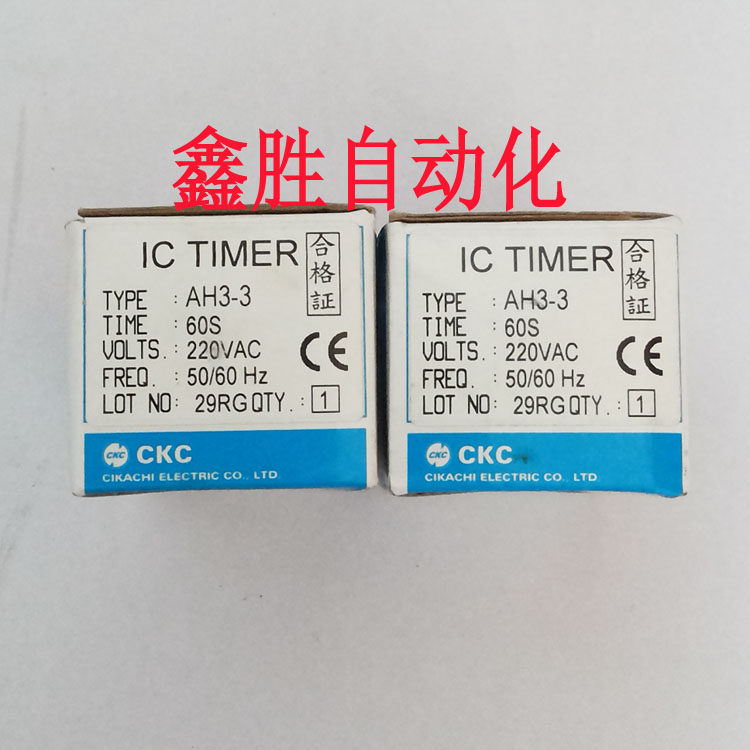 鑫胜自动化
IC TIMER
合格証
TYPE : AH3-3
TIME : 60S
VOLTS. : 220VAC
FREQ. : 50/60 Hz
LOT NO: 29RG QTY.: 1
CKC
CKC
CIKACHI ELECTRIC CO., LTD.
IC TIMER
合格証
TYPE : AH3-3
TIME : 60S
VOLTS. : 220VAC
FREQ. : 50/60 Hz
LOT NO: 29RG QTY.: 1
CKC
CKC
CIKACHI ELECTRIC CO., LTD.